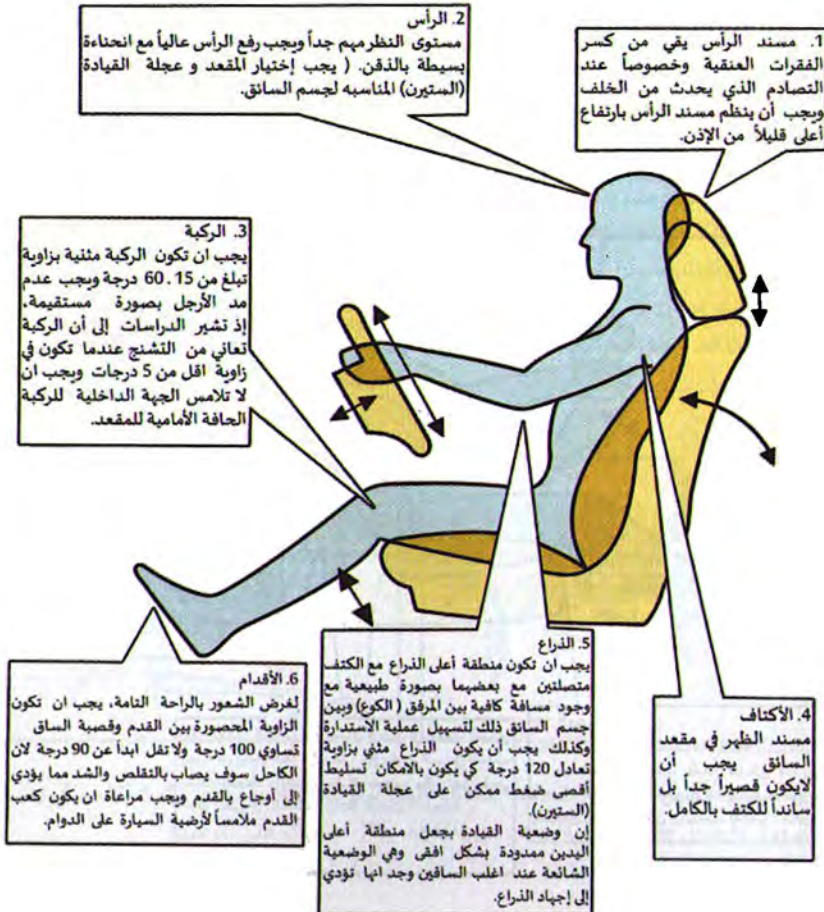 1. مسند الرأس يقي من كسر
الفقرات العنقية وخصوصاً عند
التصادم الذي يحدث من الخلف
ويجب أن ينظم مسند الرأس بارتفاع
أعلى قليلاً من الإذن.
2. الرأس
مستوى النظر مهم جداً ويجب رفع الرأس عالياً مع انحناءة
بسيطة بالذقن. ( يجب إختيار المقعد و عجلة القيادة
(الستيرن) المناسبه لجسم السائق.
3. الركبة
يجب ان تكون الركبة مثنية بزاوية
تبلغ من 15 . 60 درجة ويجب عدم
مد الأرجل بصورة مستقيمة،
إذ تشير الدراسات إلى أن الركبة
تعاني من التشنج عندما تكون في
زاوية اقل من 5 درجات ويجب ان
لا تلامس الجهة الداخلية للركبة
الحافة الأمامية للمقعد.
4. الأكتاف
مسند الظهر في مقعد
السائق يجب أن
لايكون قصيراً جداً بل
سانداً للكتف بالكامل.
5. الذراع
يجب ان تكون منطقة أعلى الذراع مع الكتف
متصلتين مع بعضهما بصورة طبيعية مع
وجود مسافة كافية بين المرفق ( الكوع) وبين
جسم السائق ذلك لتسهيل عملية الاستدارة
وكذلك يجب أن يكون الذراع مثني بزاوية
تعادل 120 درجة كي يكون بالامكان تسليط
أقصى ضغط ممكن على عجلة القيادة
(الستيرن).
إن وضعية القيادة بجعل منطقة أعلى
اليدين ممدودة بشكل افقي وهي الوضعية
الشائعة عند اغلب السائقين وجد انها تؤدي
إلى إجهاد الذراع.
6. الأقدام
لغرض الشعور بالراحة التامة، يجب ان تكون
الزاوية المحصورة بين القدم وقصبة الساق
تساوي 100 درجة ولا تقل ابداً عن 90 درجة لان
الكاحل سوف يصاب بالتقلص والشد مما يؤدي
إلى أوجاع بالقدم ويجب مراعاة ان يكون كعب
القدم ملامساً لأرضية السيارة على الدوام.